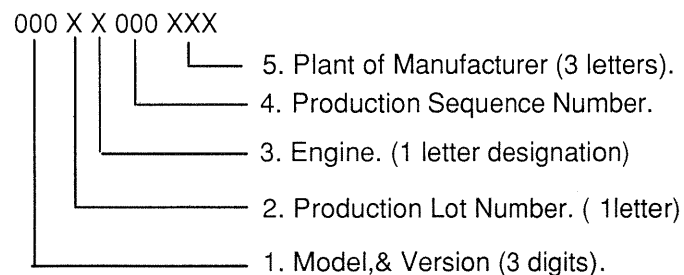 000 X X 000 XXX
5. Plant of Manufacturer (3 letters).
4. Production Sequence Number.
3. Engine. (1 letter designation)
2. Production Lot Number. ( 1letter)
1. Model,& Version (3 digits).